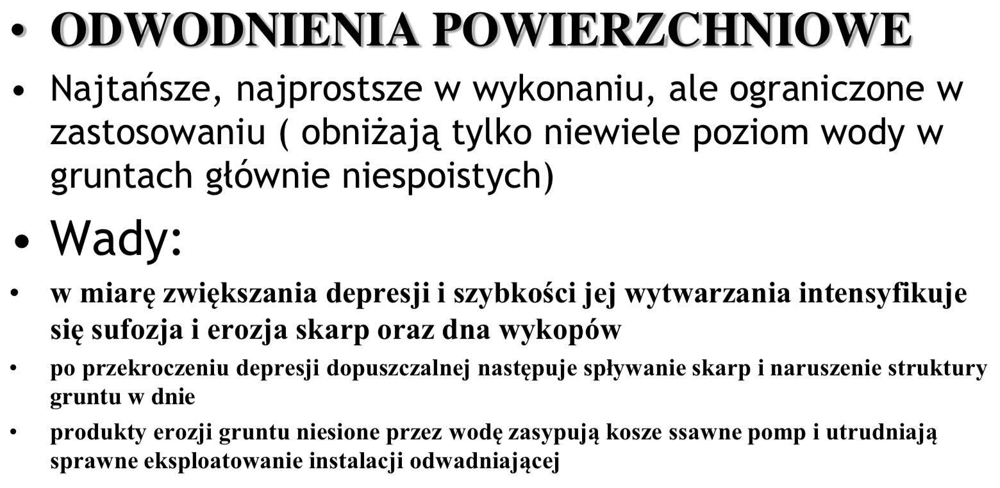 • ODWODNIENIA POWIERZCHNIOWE
• Najtańsze, najprostsze w wykonaniu, ale ograniczone w
zastosowaniu ( obniżają tylko niewiele poziom wody w
gruntach głównie niespoistych)
• Wady:
• w miarę zwiększania depresji i szybkości jej wytwarzania intensyfikuje
się sufozja i erozja skarp oraz dna wykopów
• po przekroczeniu depresji dopuszczalnej następuje spływanie skarp i naruszenie struktury
gruntu w dnie
• produkty erozji gruntu niesione przez wodę zasypują kosze ssawne pomp i utrudniają
sprawne eksploatowanie instalacji odwadniającej